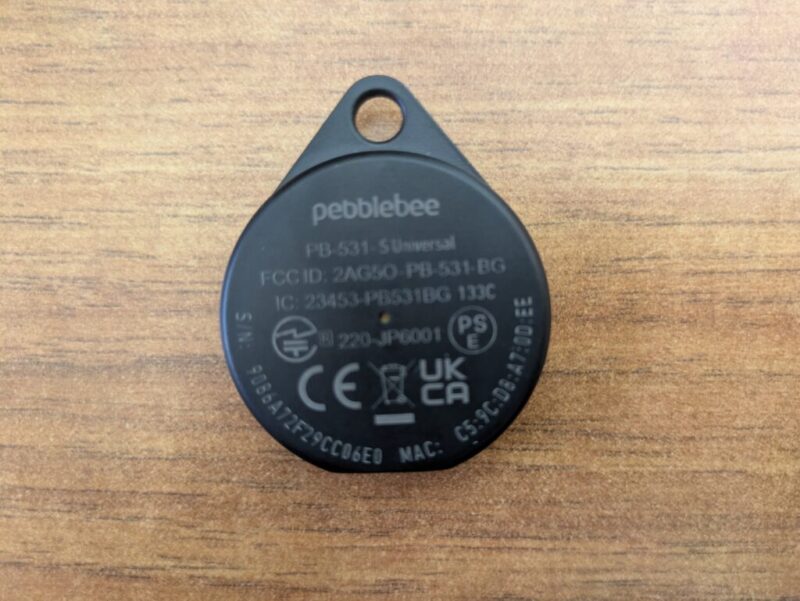 pebblebee
PB-531-S Universal
FCC ID: 2AG5O-PB-531-BG
IC: 23453-PB531BG 133C
R 220-JP6001 PS E
CE UK CA
S/N: 9086A72F29CC06E0 MAC: C5:9C:D8:A7:0D:EE